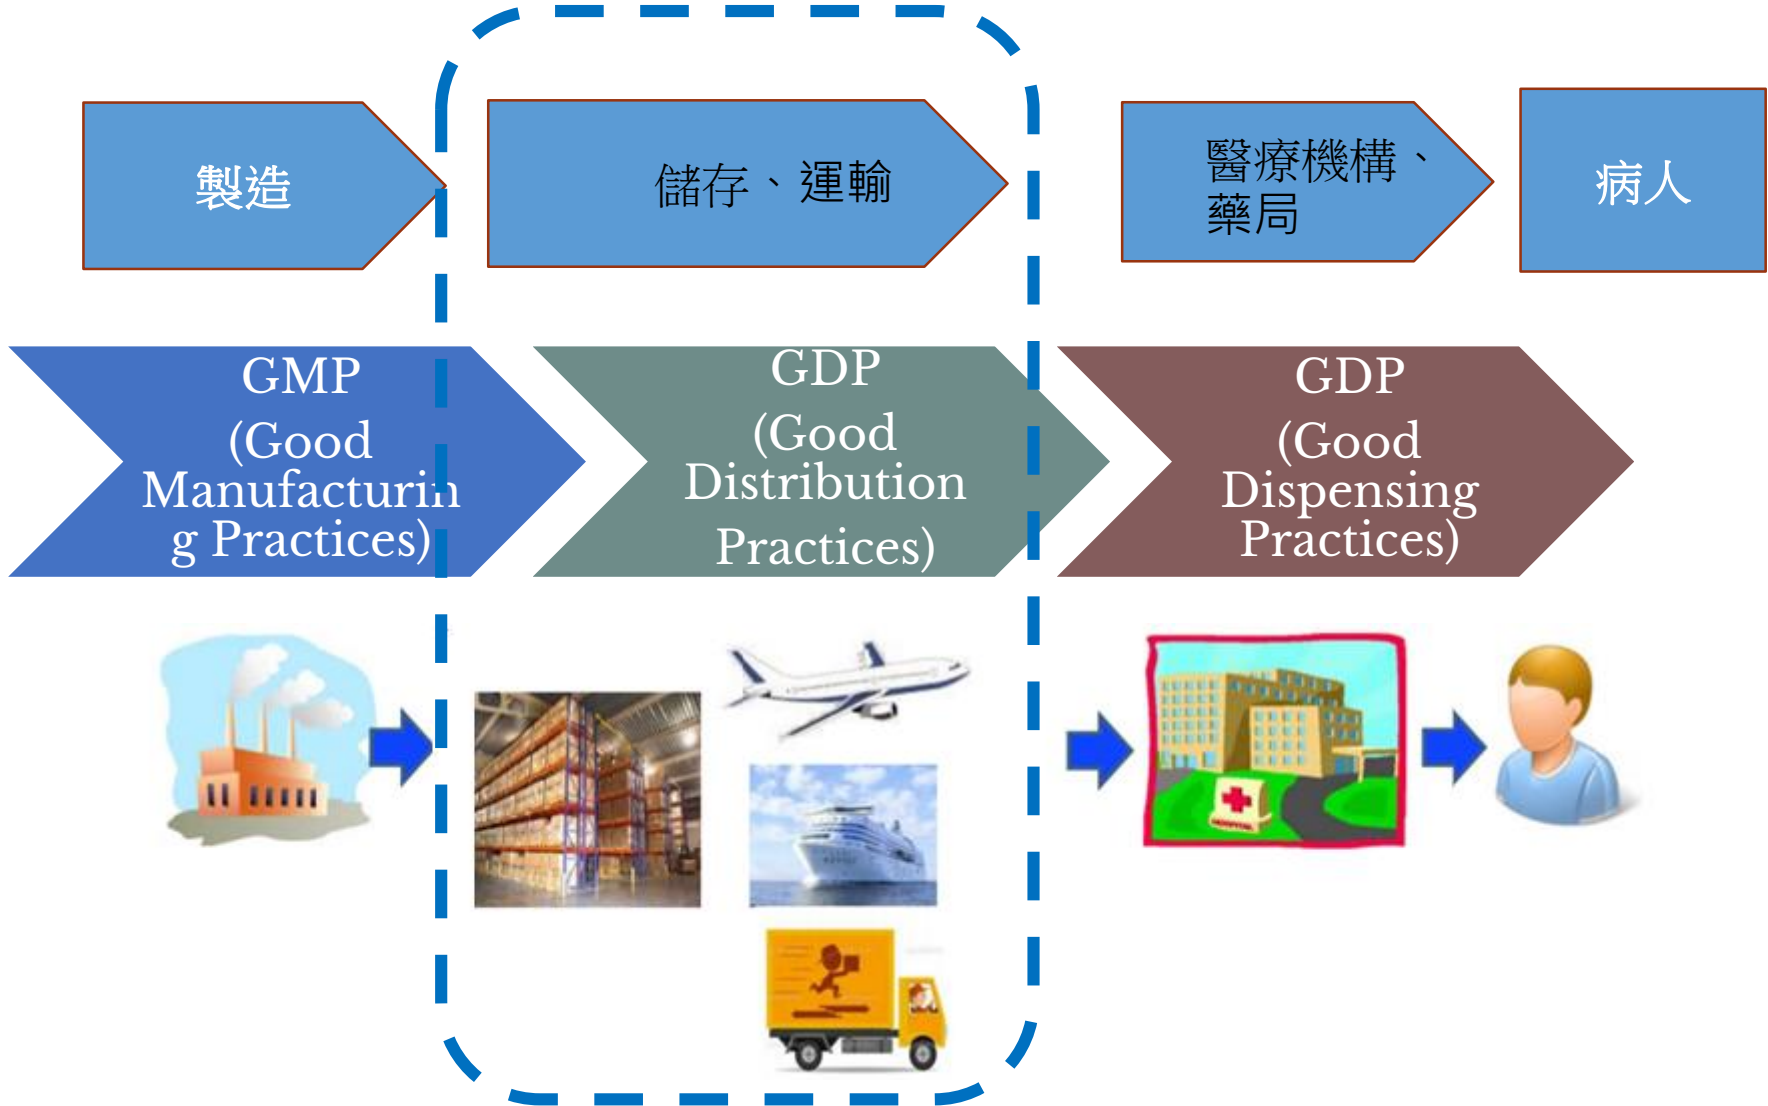 製造
儲存、運輸
醫療機構、
藥局
病人
GMP
(Good
Manufacturin
g Practices)
GDP
(Good
Distribution
Practices)
GDP
(Good
Dispensing
Practices)
HOSPITAL